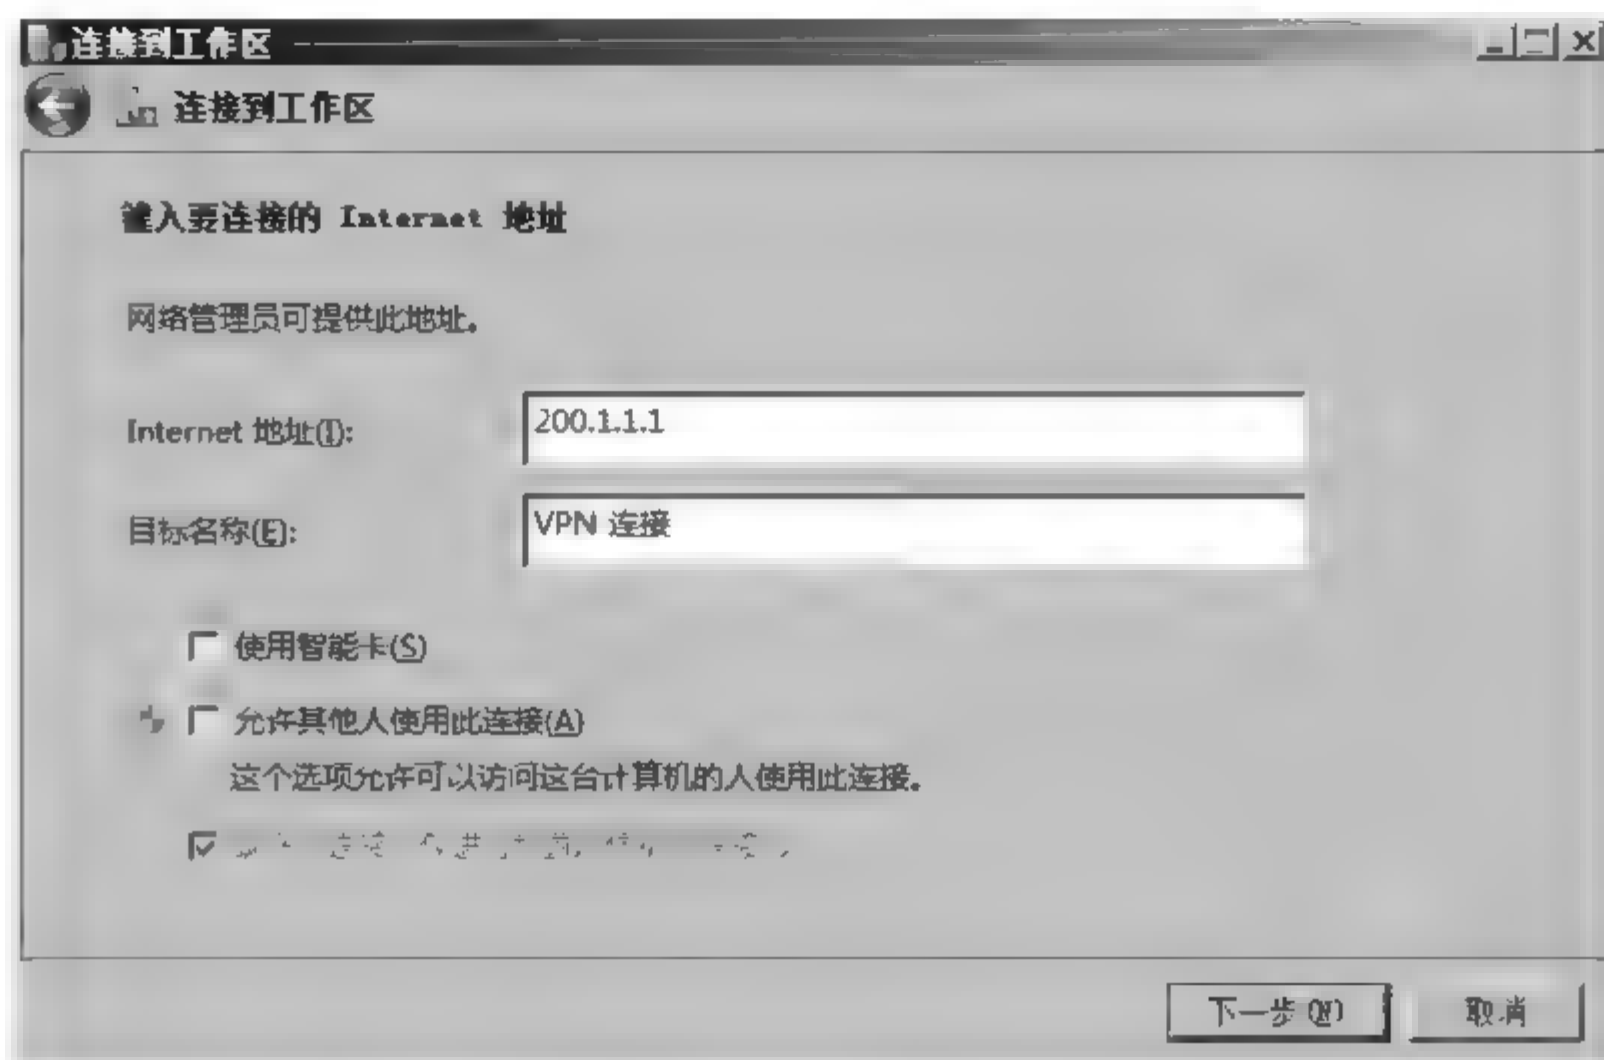 连接到工作区
连接到工作区
键入要连接的 Internet 地址
网络管理员可提供此地址。
Internet 地址(I):
200.1.1.1
目标名称(E):
VPN 连接
使用智能卡(S)
允许其他人使用此连接(A)
这个选项允许可以访问这台计算机的人使用此连接。
下一步(N)
取消